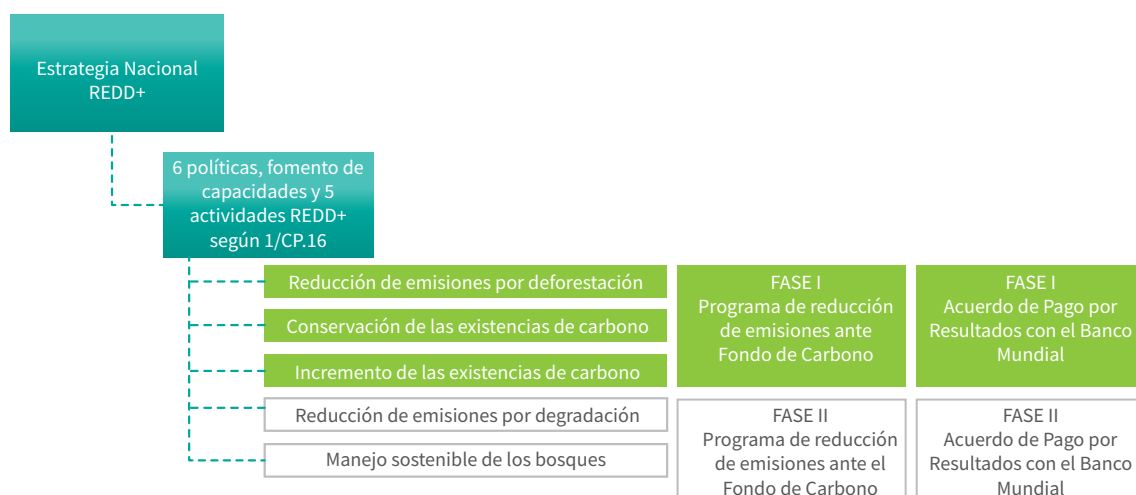 Estrategia Nacional
REDD+
6 políticas, fomento de
capacidades y 5
actividades REDD+
según 1/CP.16
Reducción de emisiones por deforestación
Conservación de las existencias de carbono
Incremento de las existencias de carbono
Reducción de emisiones por degradación
Manejo sostenible de los bosques
FASE I
Programa de reducción
de emisiones ante
Fondo de Carbono
FASE I
Acuerdo de Pago por
Resultados con el Banco
Mundial
FASE II
Programa de reducción
de emisiones ante el
Fondo de Carbono
FASE II
Acuerdo de Pago por
Resultados con el Banco
Mundial